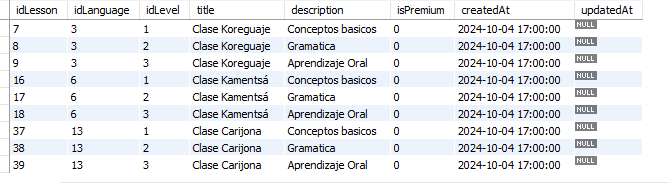 idLesson idLanguage idLevel title description isPremium createdAt updatedAt
7 3 1 Clase Koreguaje Conceptos basicos 0 2024-10-04 17:00:00 NULL
8 3 2 Clase Koreguaje Gramatica 0 2024-10-04 17:00:00 NULL
9 3 3 Clase Koreguaje Aprendizaje Oral 0 2024-10-04 17:00:00 NULL
16 6 1 Clase Kamentsá Conceptos basicos 0 2024-10-04 17:00:00 NULL
17 6 2 Clase Kamentsá Gramatica 0 2024-10-04 17:00:00 NULL
18 6 3 Clase Kamentsá Aprendizaje Oral 0 2024-10-04 17:00:00 NULL
37 13 1 Clase Carijona Conceptos basicos 0 2024-10-04 17:00:00 NULL
38 13 2 Clase Carijona Gramatica 0 2024-10-04 17:00:00 NULL
39 13 3 Clase Carijona Aprendizaje Oral 0 2024-10-04 17:00:00 NULL